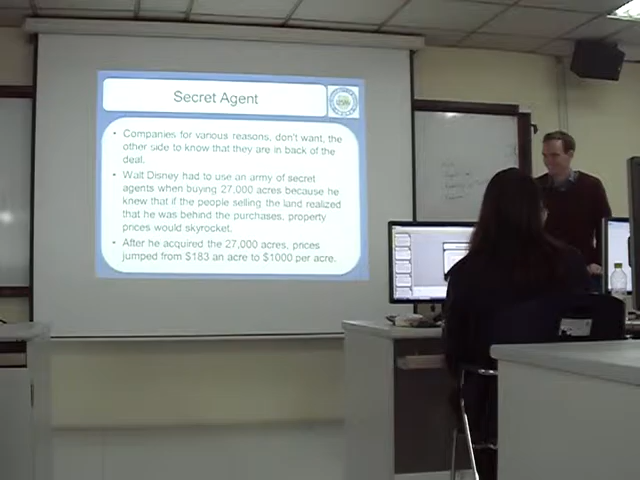 Secret Agent
• Companies for various reasons, don't want, the
other side to know that they are in back of the
deal.
• Walt Disney had to use an army of secret
agents when buying 27,000 acres because he
knew that if the people selling the land realized
that he was behind the purchases, property
prices would skyrocket.
• After he acquired the 27,000 acres, prices
jumped from $183 an acre to $1000 per acre.